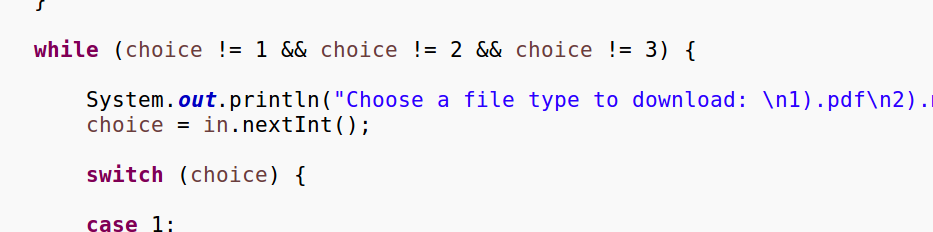 }
while (choice != 1 && choice != 2 && choice != 3) {
System.out.println("Choose a file type to download: \n1).pdf\n2).
choice = in.nextInt();
switch (choice) {
case 1: